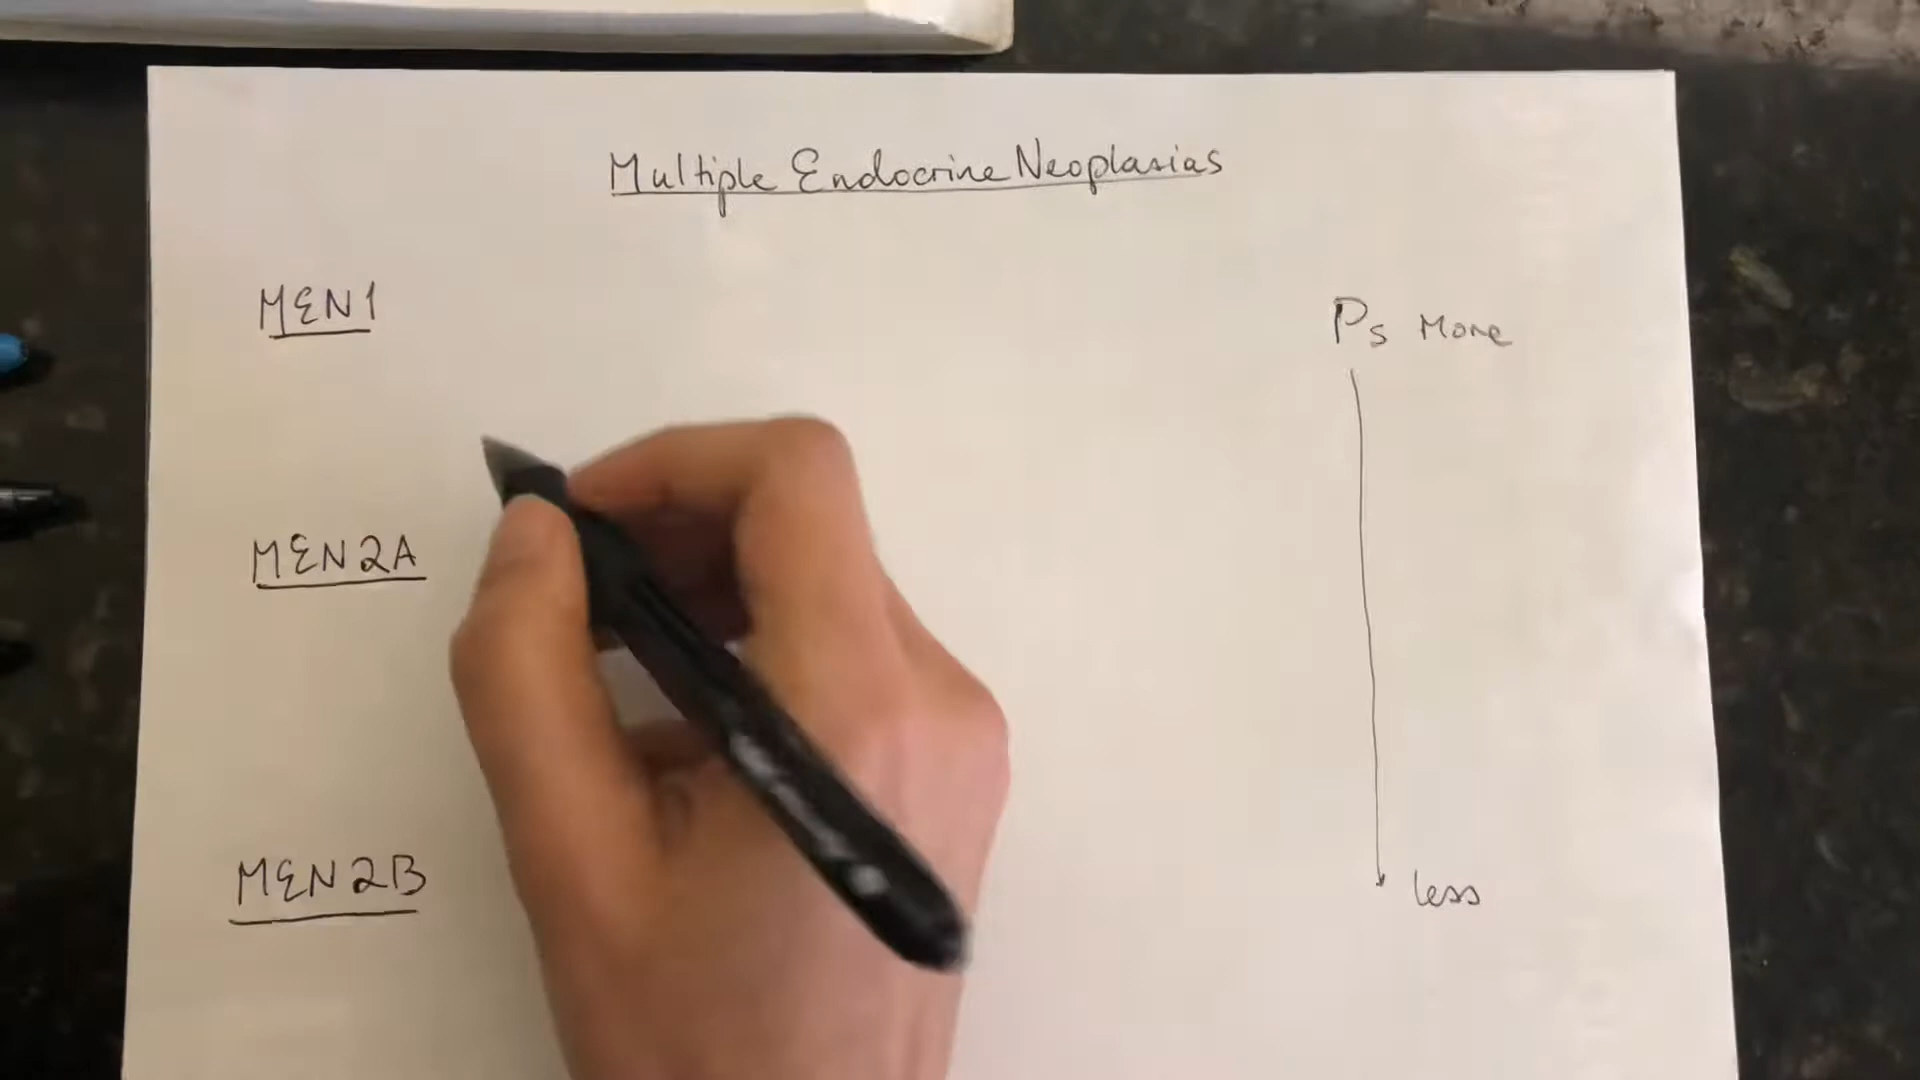 Multiple Endocrine Neoplasias
MEN1
Ps More
MEN2A
MEN2B
less